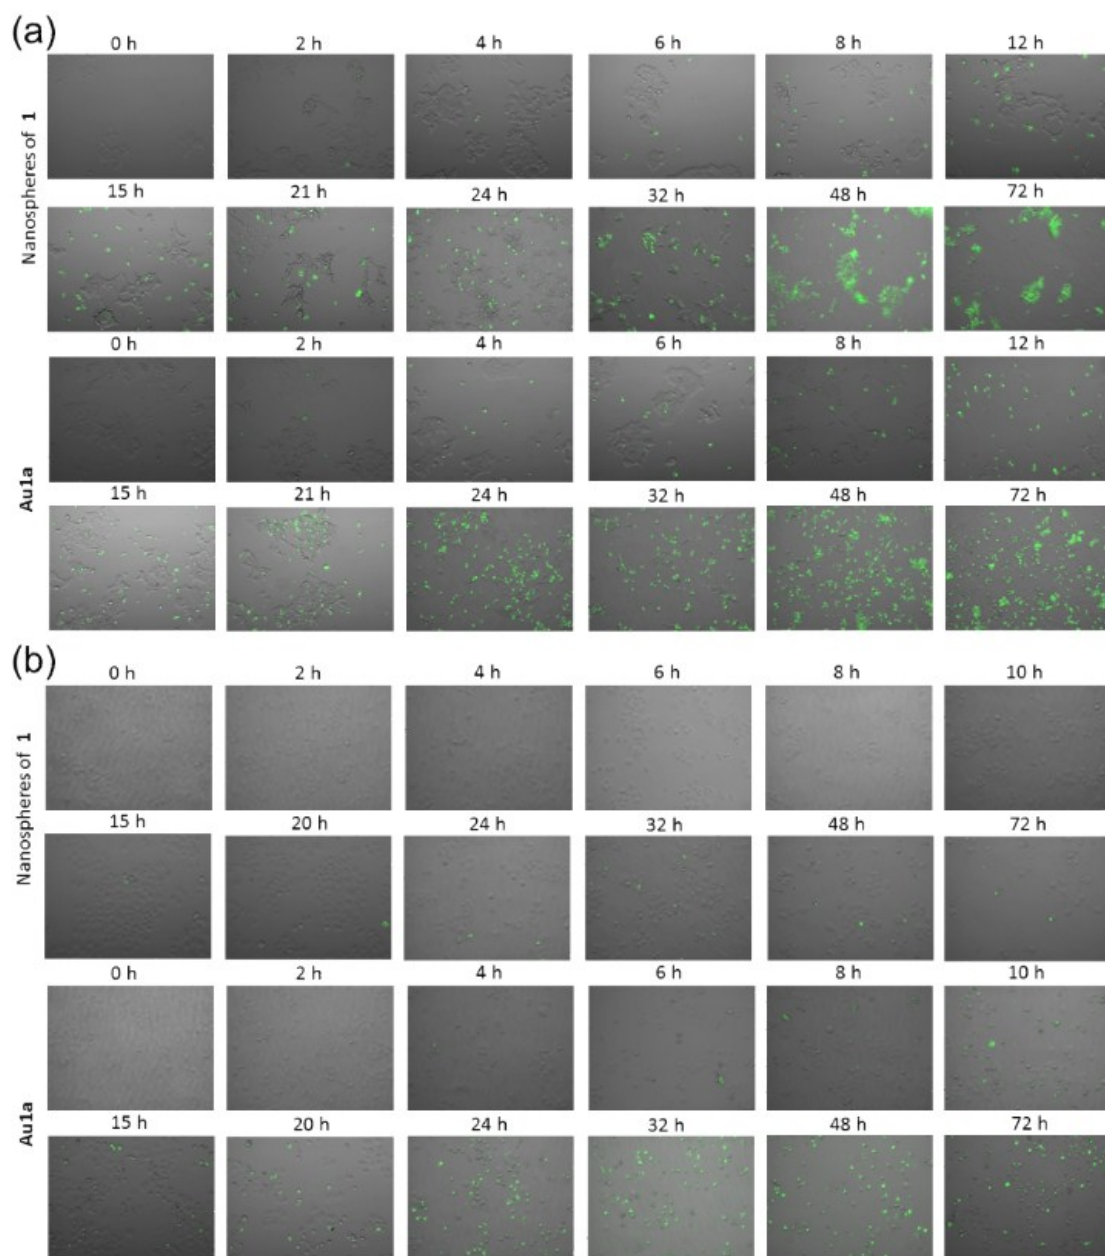 (a)
0 h 2 h 4 h 6 h 8 h 12 h
Nanospheres of 1
15 h 21 h 24 h 32 h 48 h 72 h
0 h 2 h 4 h 6 h 8 h 12 h
Au1a
15 h 21 h 24 h 32 h 48 h 72 h
(b)
0 h 2 h 4 h 6 h 8 h 10 h
Nanospheres of 1
15 h 20 h 24 h 32 h 48 h 72 h
0 h 2 h 4 h 6 h 8 h 10 h
Au1a
15 h 20 h 24 h 32 h 48 h 72 h